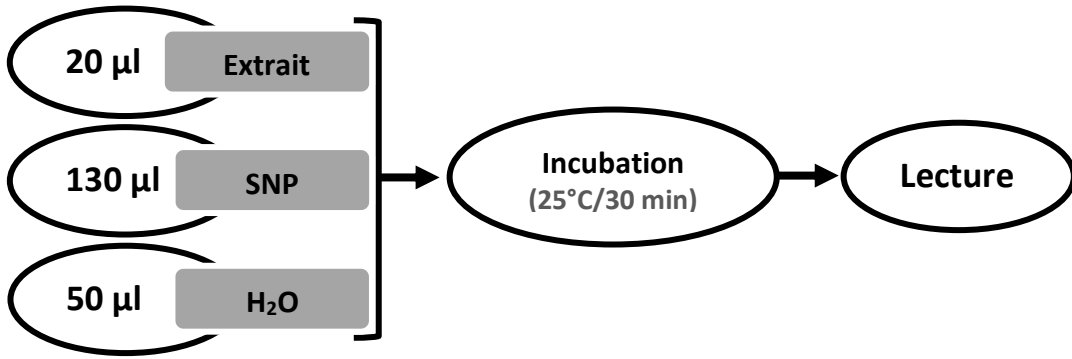 20 µl Extrait
130 µl SNP
50 µl H₂O
Incubation
(25°C/30 min)
Lecture